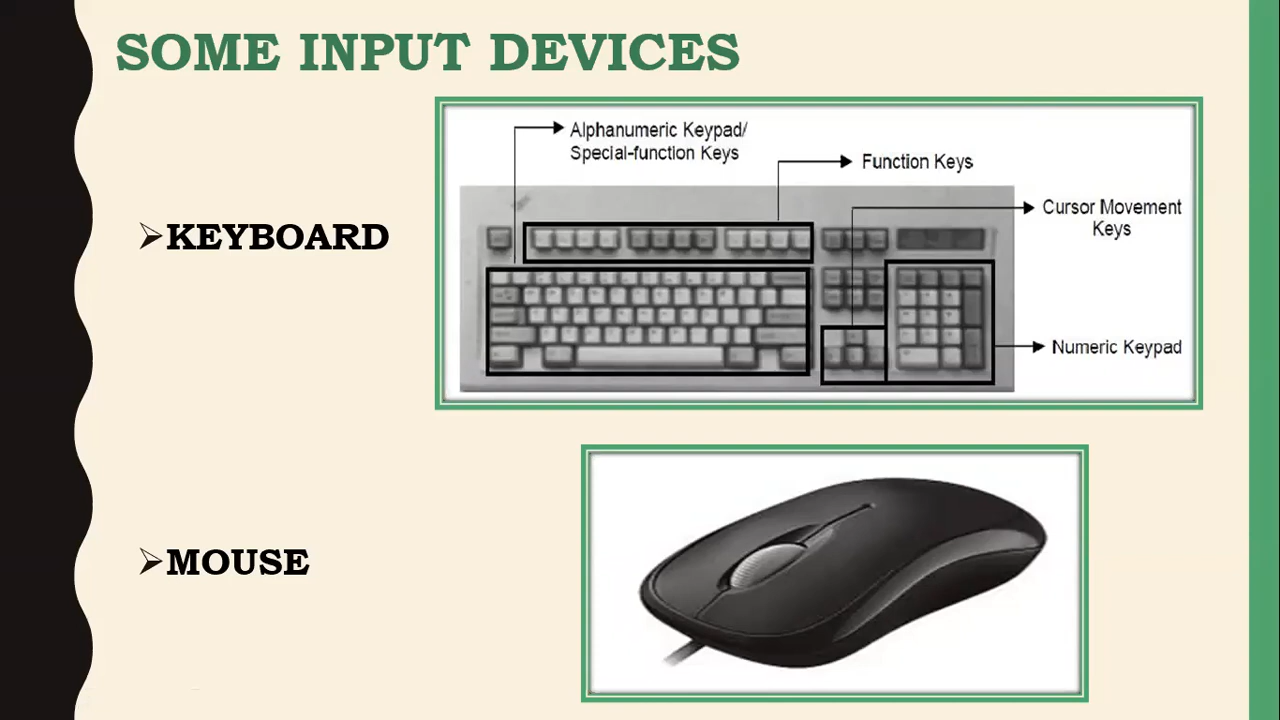 SOME INPUT DEVICES
Alphanumeric Keypad/
Special-function Keys
Function Keys
Cursor Movement
Keys
Numeric Keypad
➢KEYBOARD
➢MOUSE